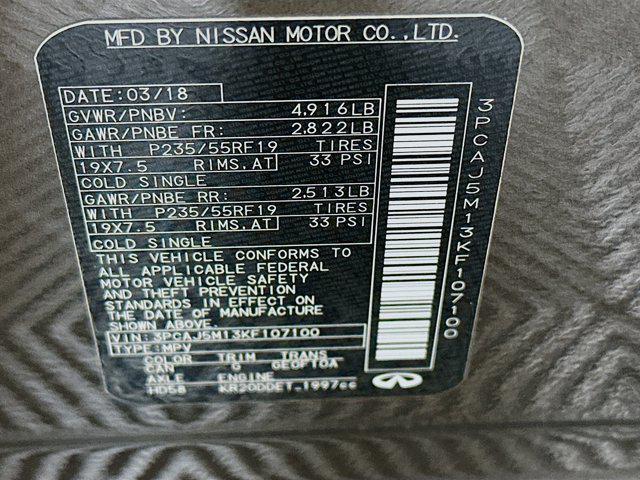 MFD BY NISSAN MOTOR CO.,LTD.
DATE:03/18
GVWR/PNBV: 4,916LB
GAWR/PNBE FR: 2,822LB
WITH P235/55RF19 TIRES
19X7.5 RIMS.AT 33 PSI
COLD SINGLE
GAWR/PNBE RR: 2,513LB
WITH P235/55RF19 TIRES
19X7.5 RIMS.AT 33 PSI
COLD SINGLE
THIS VEHICLE CONFORMS TO
ALL APPLICABLE FEDERAL
MOTOR VEHICLE SAFETY
AND THEFT PREVENTION
STANDARDS IN EFFECT ON
THE DATE OF MANUFACTURE
SHOWN ABOVE.
VIN: 3PCAJ5M13KF107100
TYPE:MPV
COLOR TRIM TRANS
CAN G GEOF10A
AXLE ENGINE
HD58 KR20DDET 1997cc
3PCAJ5M13KF107100